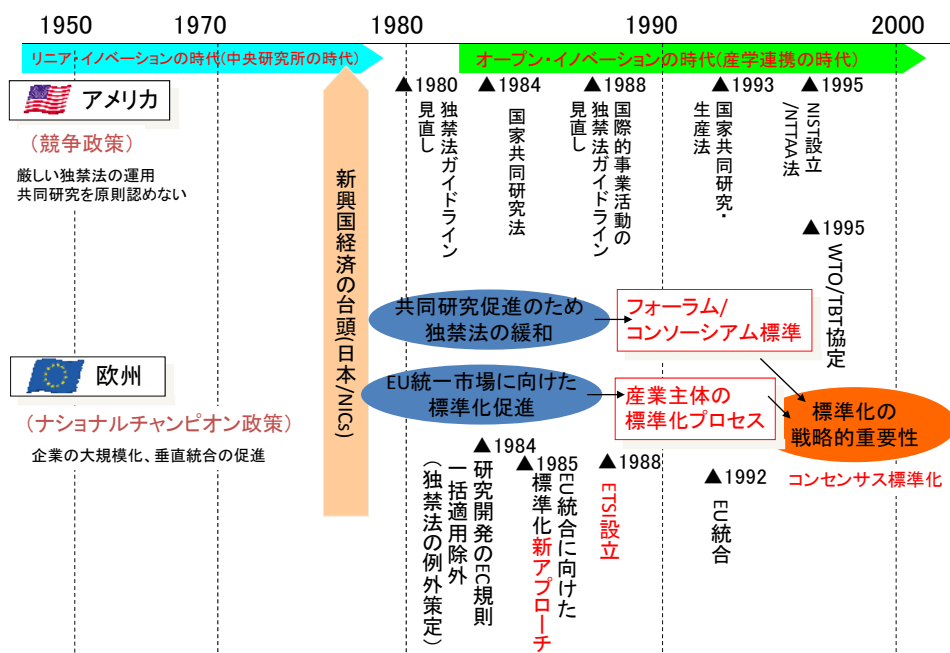 1950
1970
1980
1990
2000
リニア・イノベーションの時代(中央研究所の時代)
オープン・イノベーションの時代(産学連携の時代)
アメリカ
（競争政策）
厳しい独禁法の運用
共同研究を原則認めない
新興国経済の台頭(日本/NICs)
▲1980
独禁法ガイドライン
見直し
▲1984
国家共同研究法
▲1988
国際的事業活動の
独禁法ガイドライン
見直し
▲1993
国家共同研究・
生産法
▲1995
NIST設立
/NTTAA法
▲1995
WTO/TBT協定
共同研究促進のため
独禁法の緩和
フォーラム/
コンソーシアム標準
欧州
（ナショナルチャンピオン政策）
企業の大規模化、垂直統合の促進
EU統一市場に向けた
標準化促進
産業主体の
標準化プロセス
標準化の
戦略的重要性
コンセンサス標準化
▲1984
研究開発のEC規則
一括適用除外
（独禁法の例外策定）
▲1985
EU統合に向けた
標準化新アプローチ
▲1988
ETSI設立
▲1992
EU統合